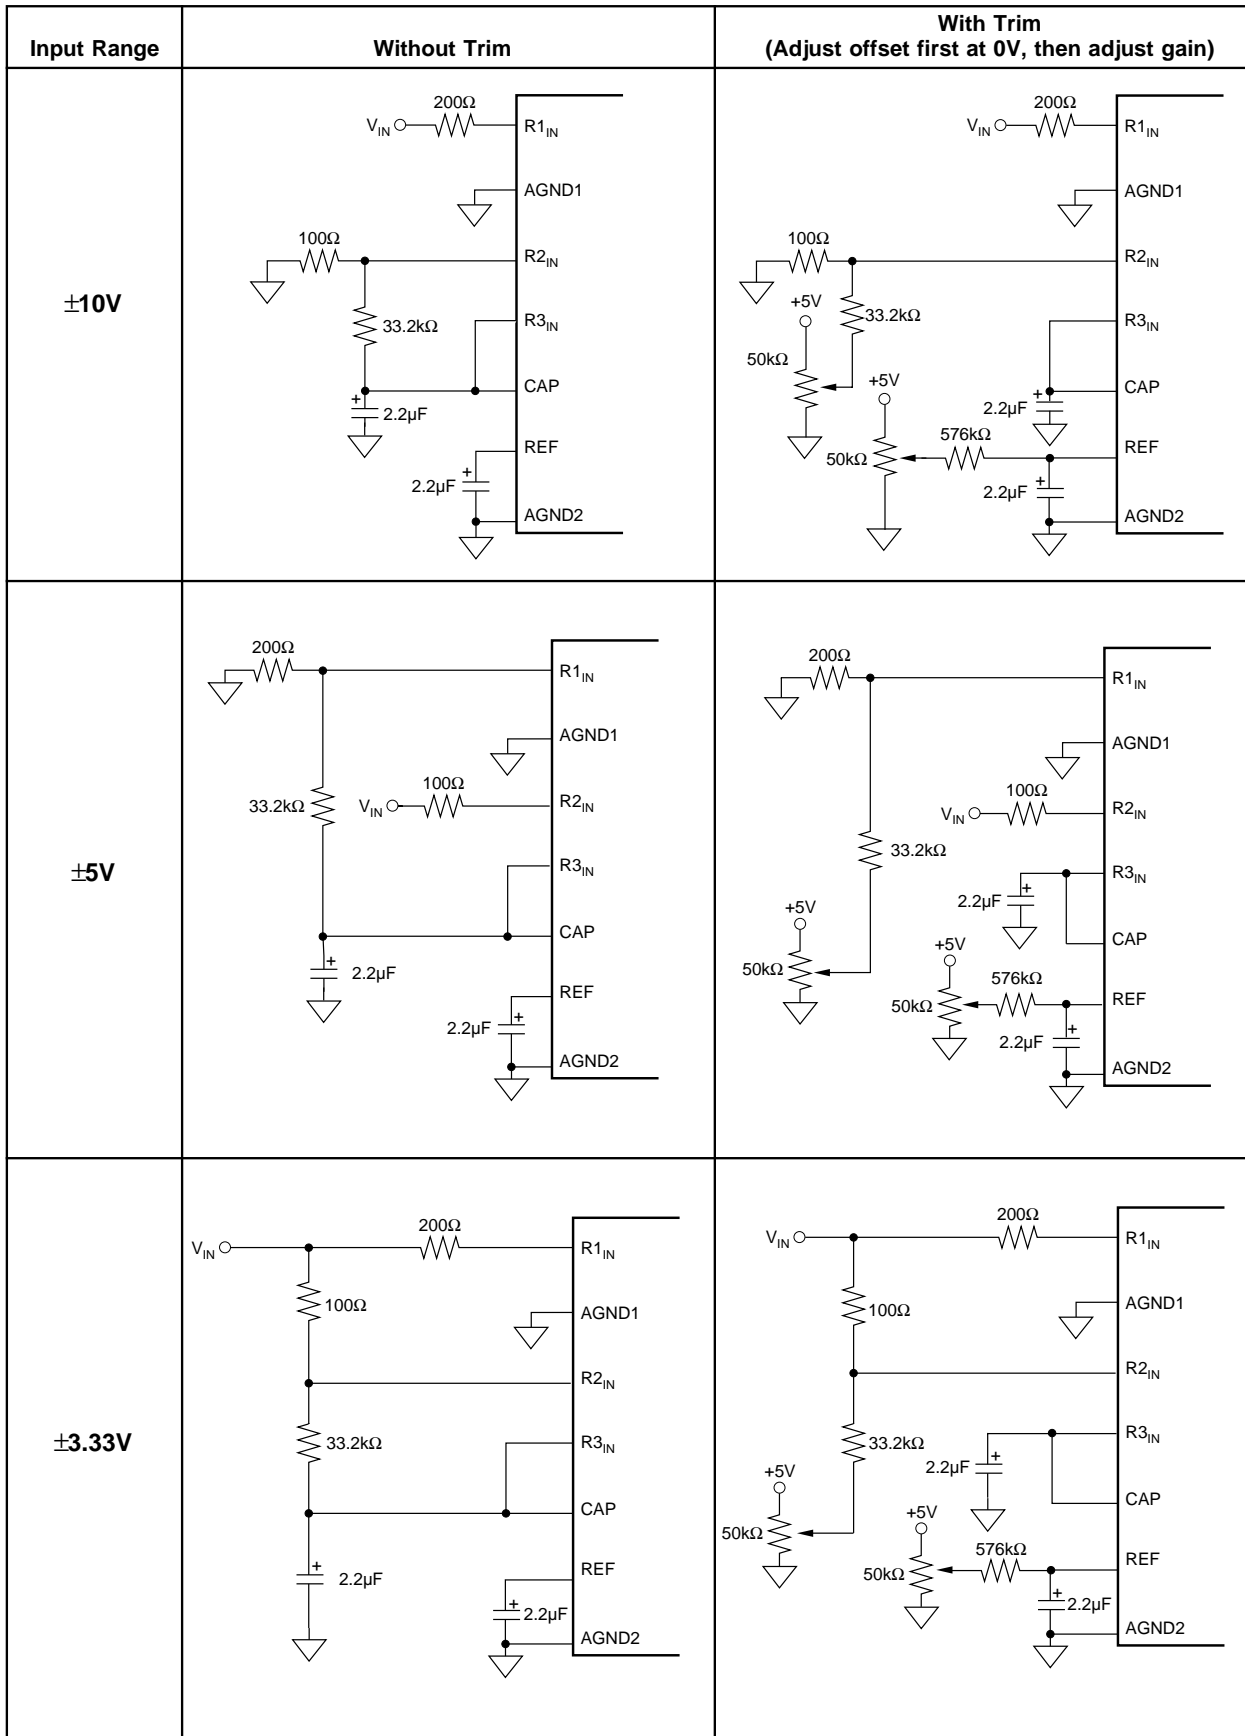 Input Range
Without Trim
With Trim
(Adjust offset first at 0V, then adjust gain)
±10V
200Ω
V_IN
R1_IN
AGND1
100Ω
R2_IN
33.2kΩ
R3_IN
CAP
+
2.2µF
REF
+
2.2µF
AGND2
200Ω
V_IN
R1_IN
AGND1
100Ω
R2_IN
+5V
33.2kΩ
R3_IN
50kΩ
+5V
CAP
+
2.2µF
576kΩ
REF
50kΩ
+
2.2µF
AGND2
±5V
200Ω
R1_IN
AGND1
100Ω
33.2kΩ
V_IN
R2_IN
R3_IN
CAP
+
2.2µF
REF
+
2.2µF
AGND2
200Ω
R1_IN
AGND1
100Ω
V_IN
R2_IN
33.2kΩ
R3_IN
+
2.2µF
+5V
CAP
+5V
50kΩ
576kΩ
REF
50kΩ
+
2.2µF
AGND2
±3.33V
200Ω
V_IN
R1_IN
100Ω
AGND1
R2_IN
33.2kΩ
R3_IN
CAP
+
2.2µF
REF
+
2.2µF
AGND2
200Ω
V_IN
R1_IN
100Ω
AGND1
R2_IN
33.2kΩ
R3_IN
+
2.2µF
+5V
CAP
+5V
50kΩ
576kΩ
REF
50kΩ
+
2.2µF
AGND2